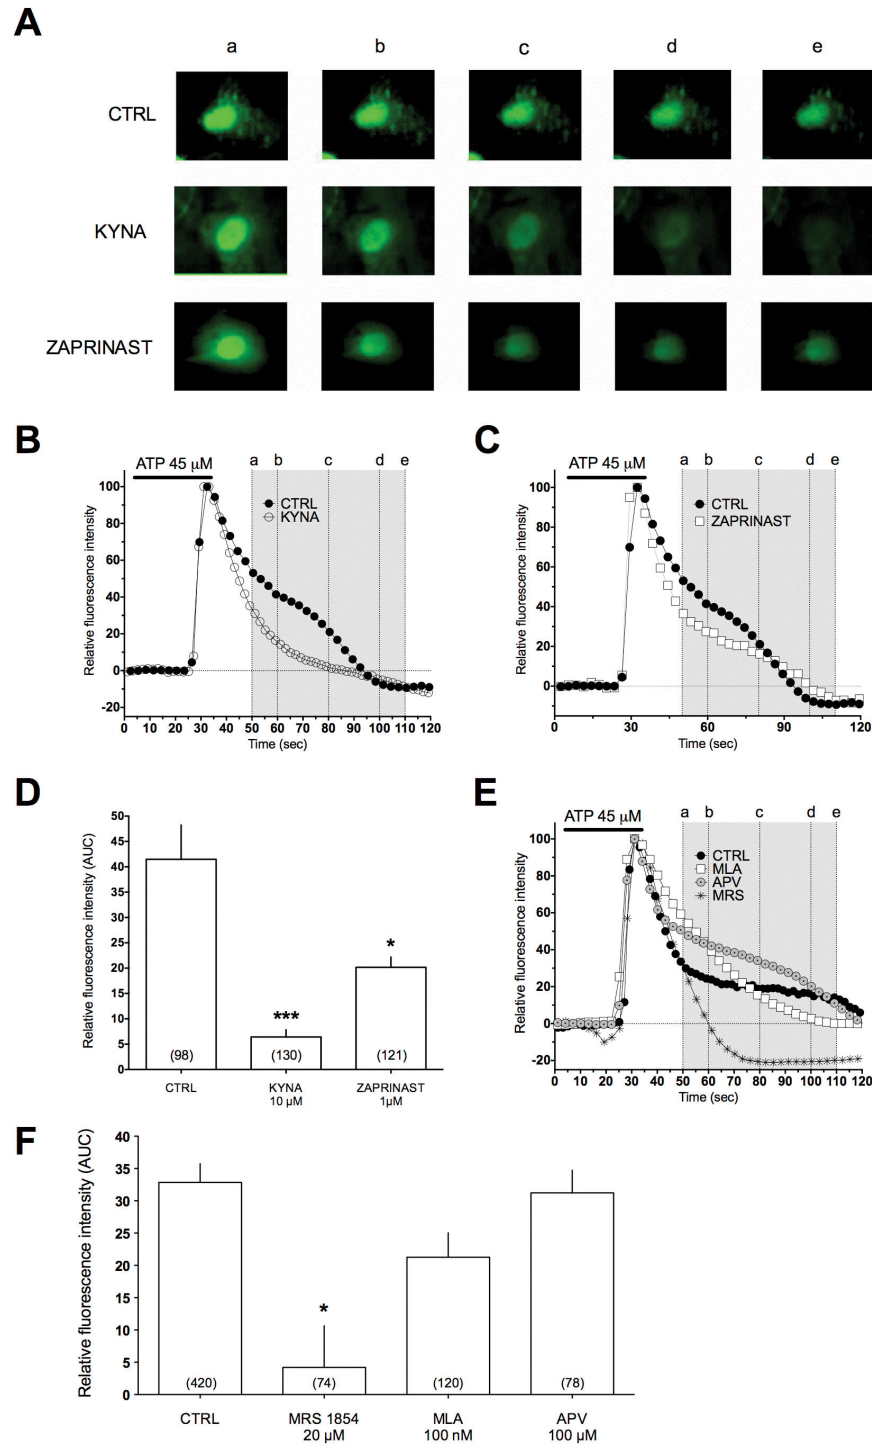 A
a b c d e
CTRL
KYNA
ZAPRINAST
B
ATP 45 μM
a b c d e
CTRL
KYNA
Relative fluorescence intensity
100
80
60
40
20
0
-20
0 10 20 30 40 50 60 70 80 90 100 110 120
Time (sec)
C
ATP 45 μM
a b c d e
CTRL
ZAPRINAST
Relative fluorescence intensity
100
80
60
40
20
0
0 30 60 90 120
Time (sec)
D
Relative fluorescence intensity (AUC)
50
45
40
35
30
25
20
15
10
5
0
***
*
(98) (130) (121)
CTRL KYNA ZAPRINAST
10 μM 1μM
E
ATP 45 μM
a b c d e
CTRL
MLA
APV
MRS
Relative fluorescence intensity
100
80
60
40
20
0
-20
0 10 20 30 40 50 60 70 80 90 100 110 120
Time (sec)
F
Relative fluorescence intensity (AUC)
40
35
30
25
20
15
10
5
0
*
(420) (74) (120) (78)
CTRL MRS 1854 MLA APV
20 μM 100 nM 100 μM